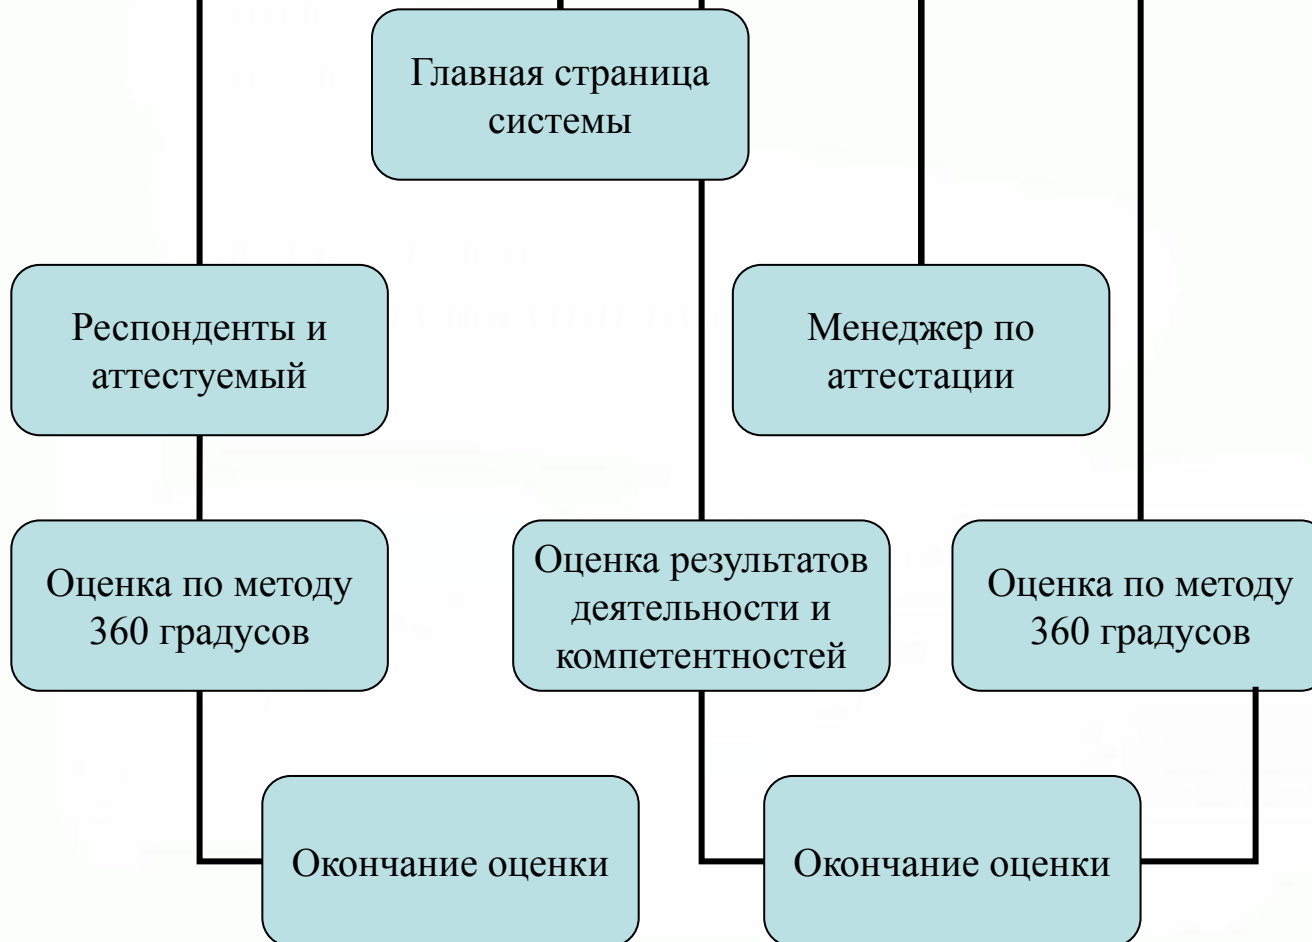 Главная страница
системы
Респонденты и
аттестуемый
Менеджер по
аттестации
Оценка по методу
360 градусов
Оценка результатов
деятельности и
компетентностей
Оценка по методу
360 градусов
Окончание оценки
Окончание оценки